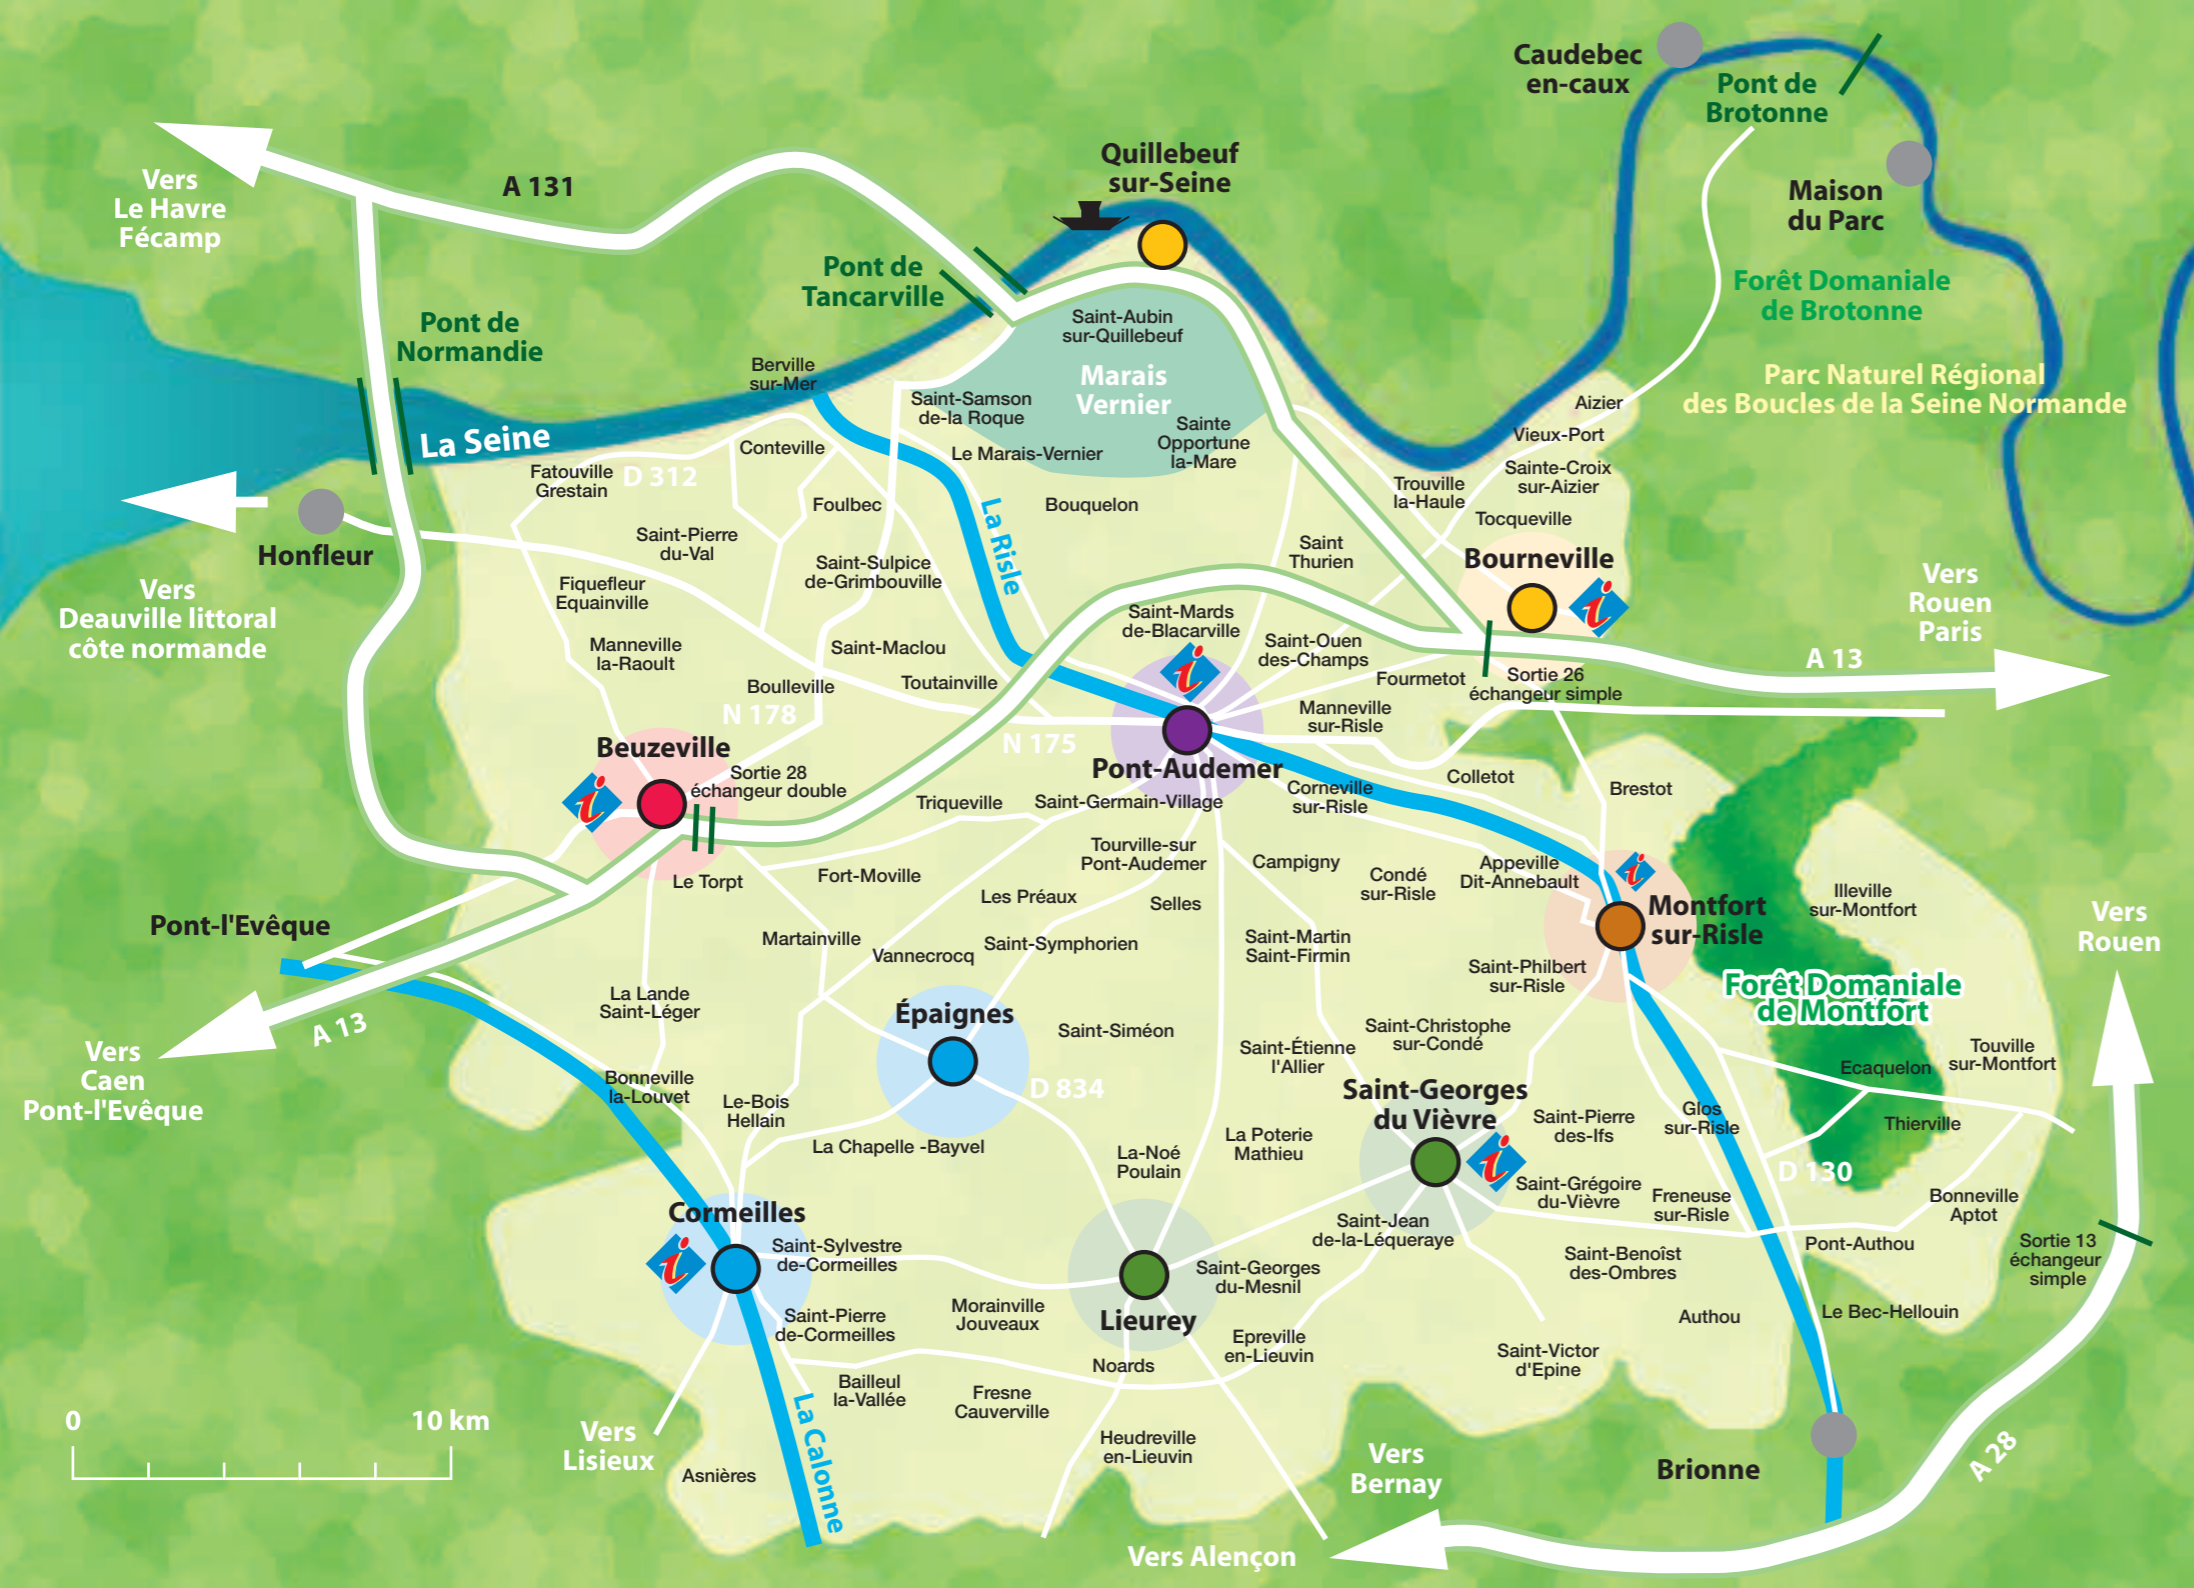 Caudebec
en-caux
Pont de
Brotonne
Quillebeuf
sur-Seine
Vers
Le Havre
Fécamp
A 131
Maison
du Parc
Pont de
Tancarville
Forêt Domaniale
de Brotonne
Pont de
Normandie
Saint-Aubin
sur-Quillebeuf
Marais
Vernier
Berville
sur-Mer
Parc Naturel Régional
des Boucles de la Seine Normande
Saint-Samson
de-la Roque
Aizier
La Seine
Conteville
Le Marais-Vernier
Sainte
Opportune
la-Mare
Vieux-Port
Fatouville
Grestain
D 312
Sainte-Croix
sur-Aizier
Trouville
la-Haule
Foulbec
La Risle
Bouquelon
Tocqueville
Honfleur
Saint-Pierre
du-Val
Saint
Thurien
Bourneville
Saint-Sulpice
de-Grimbouville
Fiquefleur
Equainville
Vers
Deauville littoral
côte normande
Vers
Rouen
Paris
i
Saint-Mards
de-Blacarville
Manneville
la-Raoult
Saint-Maclou
Saint-Ouen
des-Champs
A 13
i
Boulleville
Toutainville
Fourmetot
Sortie 26
échangeur simple
N 178
Manneville
sur-Risle
N 175
Beuzeville
Pont-Audemer
Sortie 28
échangeur double
Colletot
Brestot
i
Triqueville
Saint-Germain-Village
Corneville
sur-Risle
Tourville-sur
Pont-Audemer
Campigny
Appeville
Dit-Annebault
i
Le Torpt
Fort-Moville
Condé
sur-Risle
Illeville
sur-Montfort
Les Préaux
Selles
Montfort
sur-Risle
Vers
Rouen
Pont-l'Evêque
Martainville
Vannecrocq
Saint-Symphorien
Saint-Martin
Saint-Firmin
Saint-Philbert
sur-Risle
Forêt Domaniale
de Montfort
La Lande
Saint-Léger
Épaignes
Saint-Siméon
Saint-Christophe
sur-Condé
A 13
Vers
Caen
Pont-l'Evêque
Saint-Étienne
l'Allier
Touville
sur-Montfort
Ecaquelon
Bonneville
la-Louvet
D 834
Saint-Georges
du Vièvre
Le-Bois
Hellain
Saint-Pierre
des-Ifs
Glos
sur-Risle
Thierville
La Chapelle -Bayvel
La-Noé
Poulain
La Poterie
Mathieu
i
D 130
Saint-Grégoire
du-Vièvre
Freneuse
sur-Risle
Bonneville
Aptot
Cormeilles
Saint-Jean
de-la-Léqueraye
i
Saint-Sylvestre
de-Cormeilles
Saint-Georges
du-Mesnil
Saint-Benoîst
des-Ombres
Pont-Authou
Sortie 13
échangeur
simple
Saint-Pierre
de-Cormeilles
Morainville
Jouveaux
Lieurey
Authou
Le Bec-Hellouin
Epreville
en-Lieuvin
Saint-Victor
d'Epine
Noards
Bailleul
la-Vallée
Fresne
Cauverville
0
10 km
Vers
Lisieux
La Calonne
Heudreville
en-Lieuvin
Vers
Bernay
Brionne
A 28
Asnières
Vers Alençon